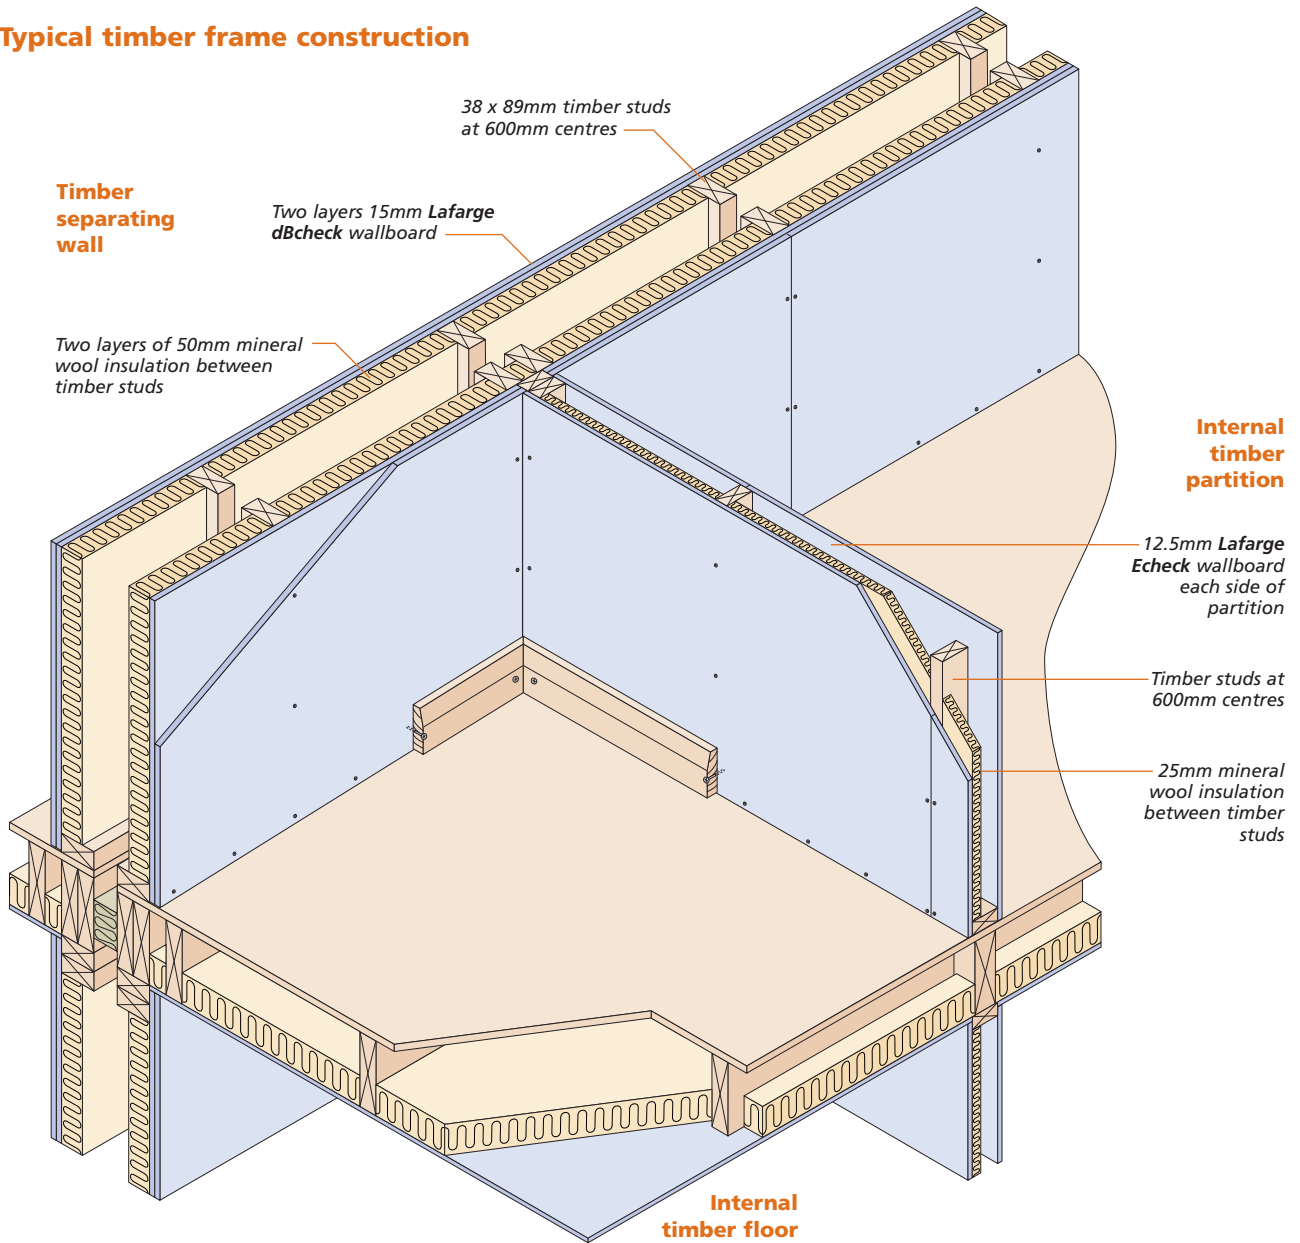 Typical timber frame construction
38 x 89mm timber studs
at 600mm centres
Timber
separating
wall
Two layers 15mm Lafarge
dBcheck wallboard
Two layers of 50mm mineral
wool insulation between
timber studs
Internal
timber
partition
12.5mm Lafarge
Echeck wallboard
each side of
partition
Timber studs at
600mm centres
25mm mineral
wool insulation
between timber
studs
Internal
timber floor